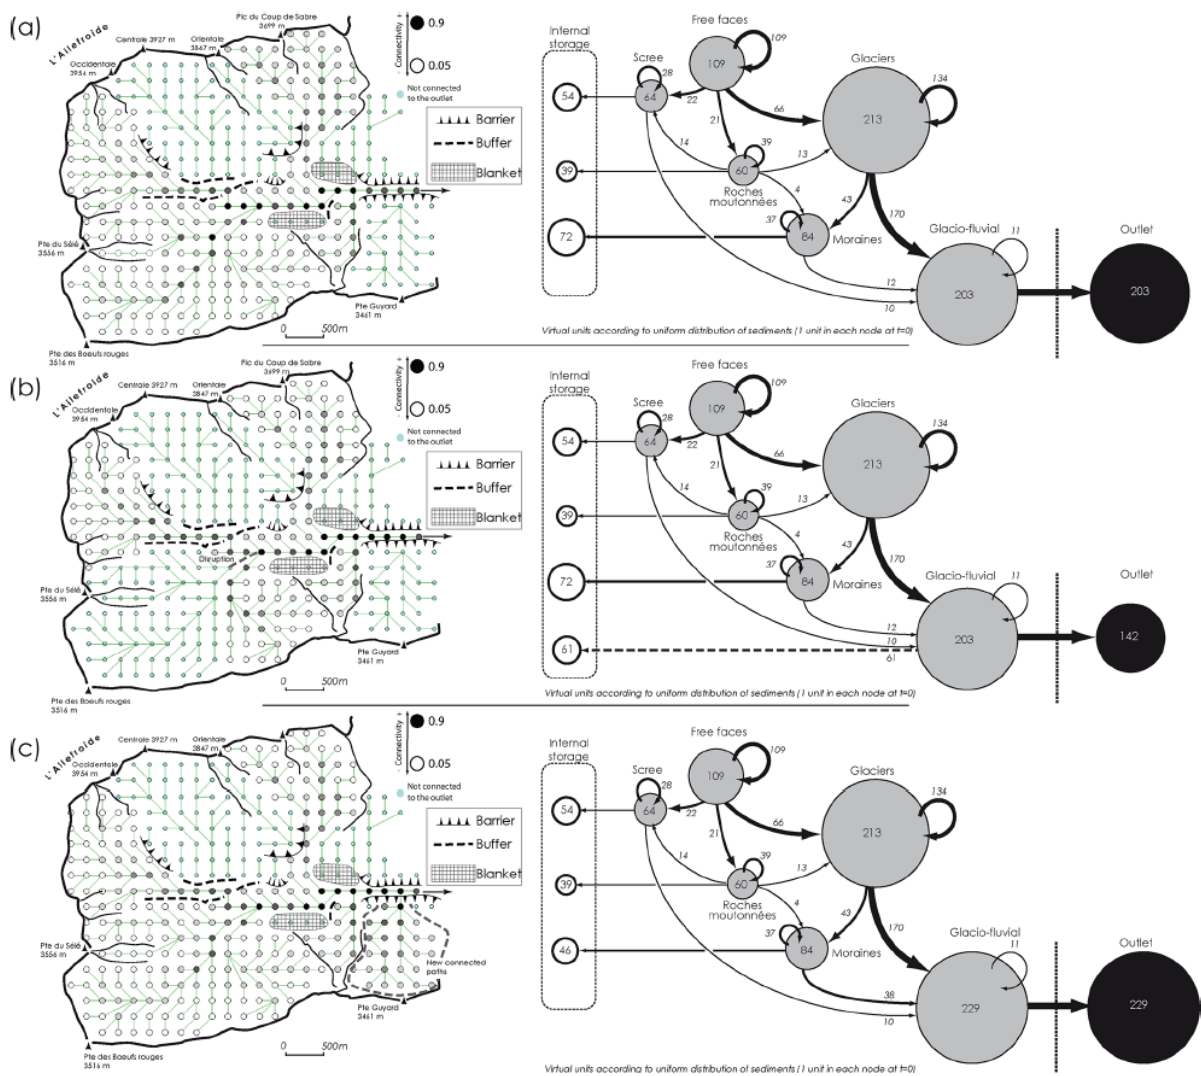 (a)
L'Ailefroide
Occidentale
3954 m
Centrale 3927 m
Orientale
3847 m
Pic du Coup de Sabre
3699 m
- Connectivity +
0.9
0.05
Not connected
to the outlet
Barrier
Buffer
Blanket
Pte du Sélé
3556 m
Pte des Boeufs rouges
3516 m
Pte Guyard
3461 m
0 500m
Internal
storage
54
39
72
Scree
64
28
Free faces
109
109
22
21
66
Glaciers
213
134
14
39
60
13
Roches
moutonnées
4
37
84
Moraines
43
170
12
10
Glacio-fluvial
11
203
Outlet
203
Virtual units according to uniform distribution of sediments (1 unit in each node at t=0)
(b)
L'Ailefroide
Occidentale
3954 m
Centrale 3927 m
Orientale
3847 m
Pic du Coup de Sabre
3699 m
- Connectivity +
0.9
0.05
Not connected
to the outlet
Barrier
Buffer
Blanket
Disruption
Pte du Sélé
3556 m
Pte des Boeufs rouges
3516 m
Pte Guyard
3461 m
0 500m
Internal
storage
54
39
72
61
Scree
64
28
Free faces
109
109
22
21
66
Glaciers
213
134
14
39
60
13
Roches
moutonnées
4
37
84
Moraines
43
170
12
10
61
Glacio-fluvial
11
203
Outlet
142
Virtual units according to uniform distribution of sediments (1 unit in each node at t=0)
(c)
L'Ailefroide
Occidentale
3954 m
Centrale 3927 m
Orientale
3847 m
- Connectivity +
0.9
0.05
Not connected
to the outlet
Barrier
Buffer
Blanket
Pte du Sélé
3556 m
New connected
paths
Pte des Boeufs rouges
3516 m
Pte Guyard
3461 m
0 500m
Internal
storage
54
39
46
Scree
64
28
Free faces
109
109
22
21
66
Glaciers
213
134
14
39
60
13
Roches
moutonnées
4
37
84
Moraines
43
170
38
10
Glacio-fluvial
11
229
Outlet
229
Virtual units according to uniform distribution of sediments (1 unit in each node at t=0)